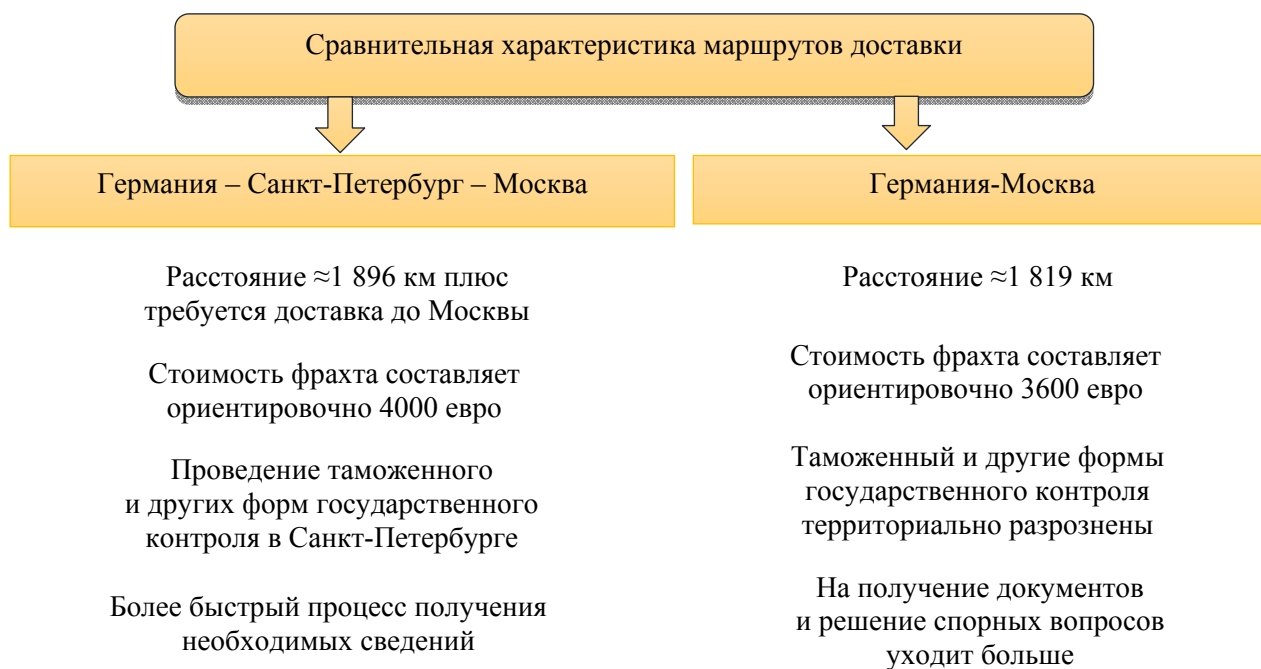 Сравнительная характеристика маршрутов доставки
Германия – Санкт-Петербург – Москва
Расстояние ≈1 896 км плюс
требуется доставка до Москвы
Стоимость фрахта составляет
ориентировочно 4000 евро
Проведение таможенного
и других форм государственного
контроля в Санкт-Петербурге
Более быстрый процесс получения
необходимых сведений
Германия-Москва
Расстояние ≈1 819 км
Стоимость фрахта составляет
ориентировочно 3600 евро
Таможенный и другие формы
государственного контроля
территориально разрознены
На получение документов
и решение спорных вопросов
уходит больше